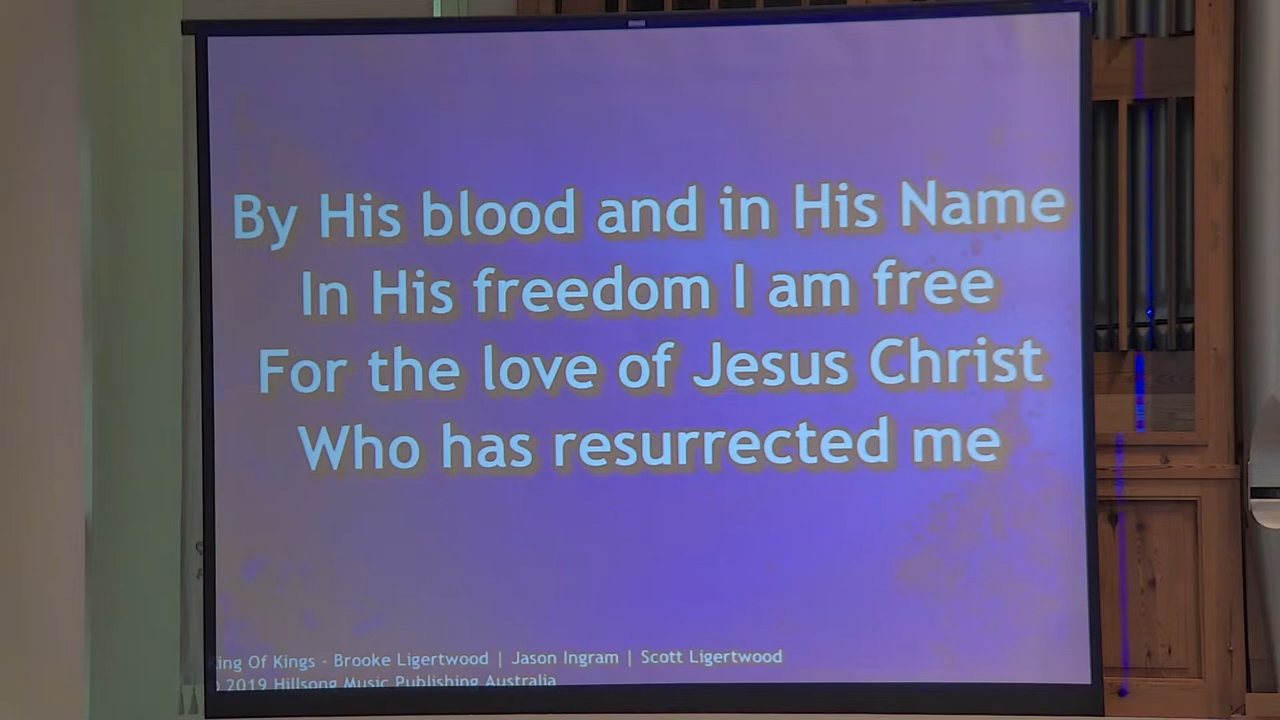 By His blood and in His Name
In His freedom I am free
For the love of Jesus Christ
Who has resurrected me
King Of Kings - Brooke Ligertwood | Jason Ingram | Scott Ligertwood
© 2019 Hillsong Music Publishing Australia